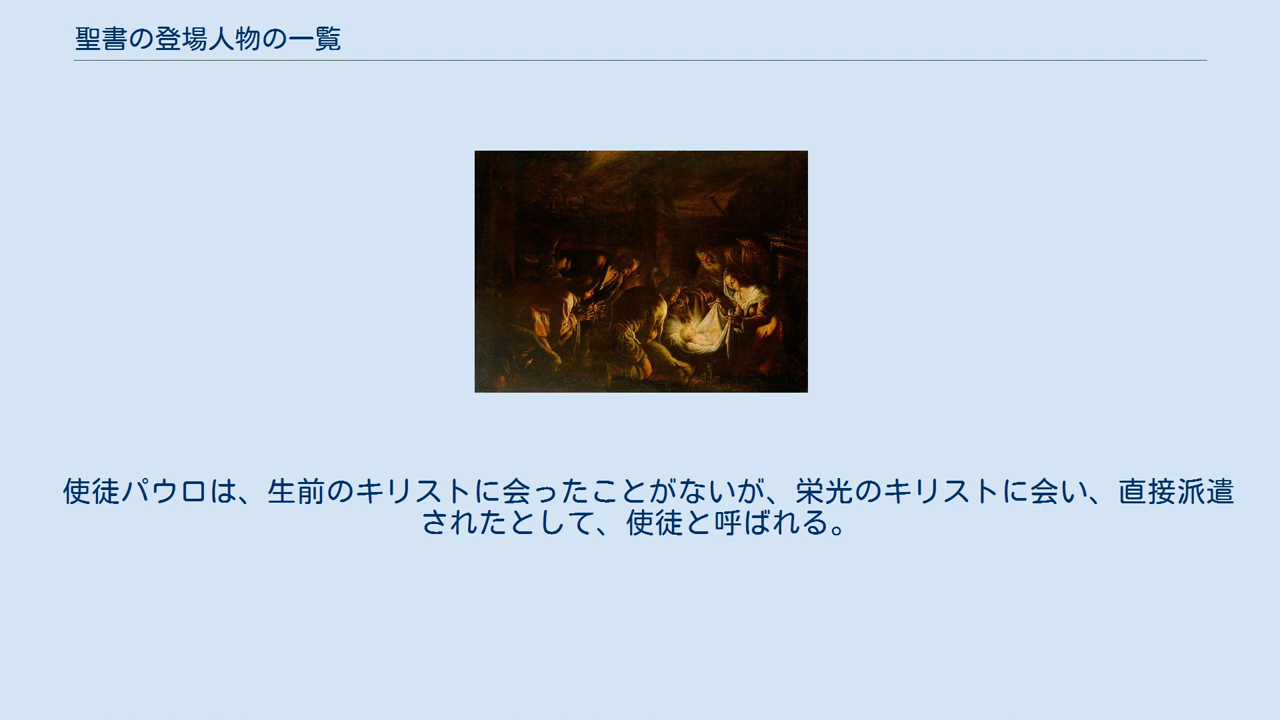 聖書の登場人物の一覧
使徒パウロは、生前のキリストに会ったことがないが、栄光のキリストに会い、直接派遣
されたとして、使徒と呼ばれる。